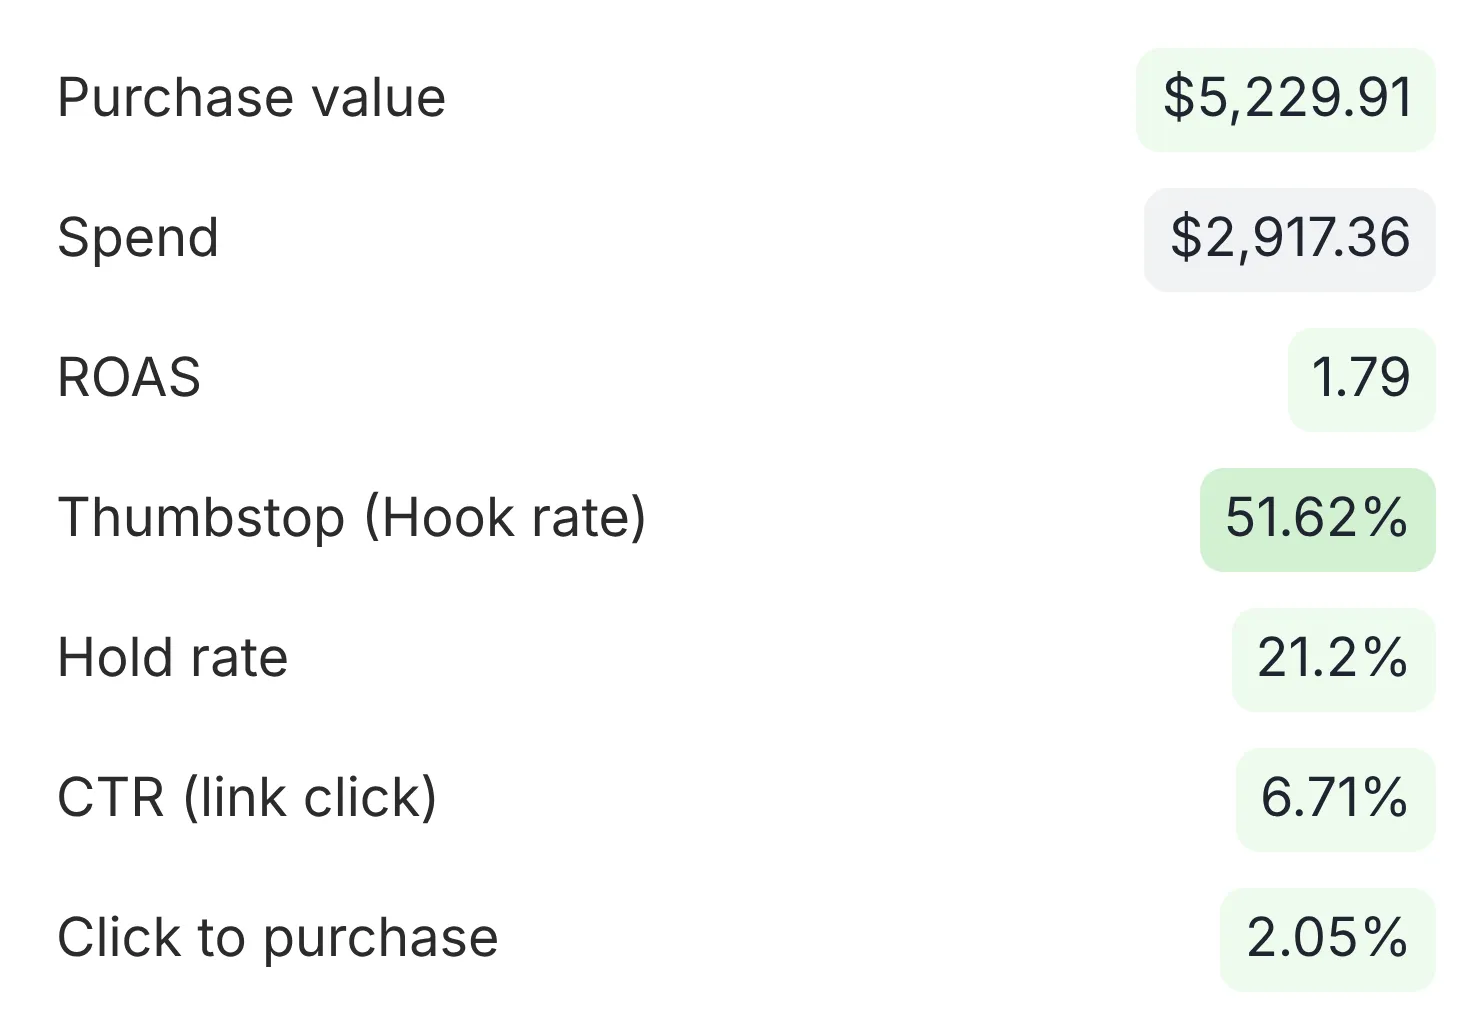 Purchase value $5,229.91
Spend $2,917.36
ROAS 1.79
Thumbstop (Hook rate) 51.62%
Hold rate 21.2%
CTR (link click) 6.71%
Click to purchase 2.05%